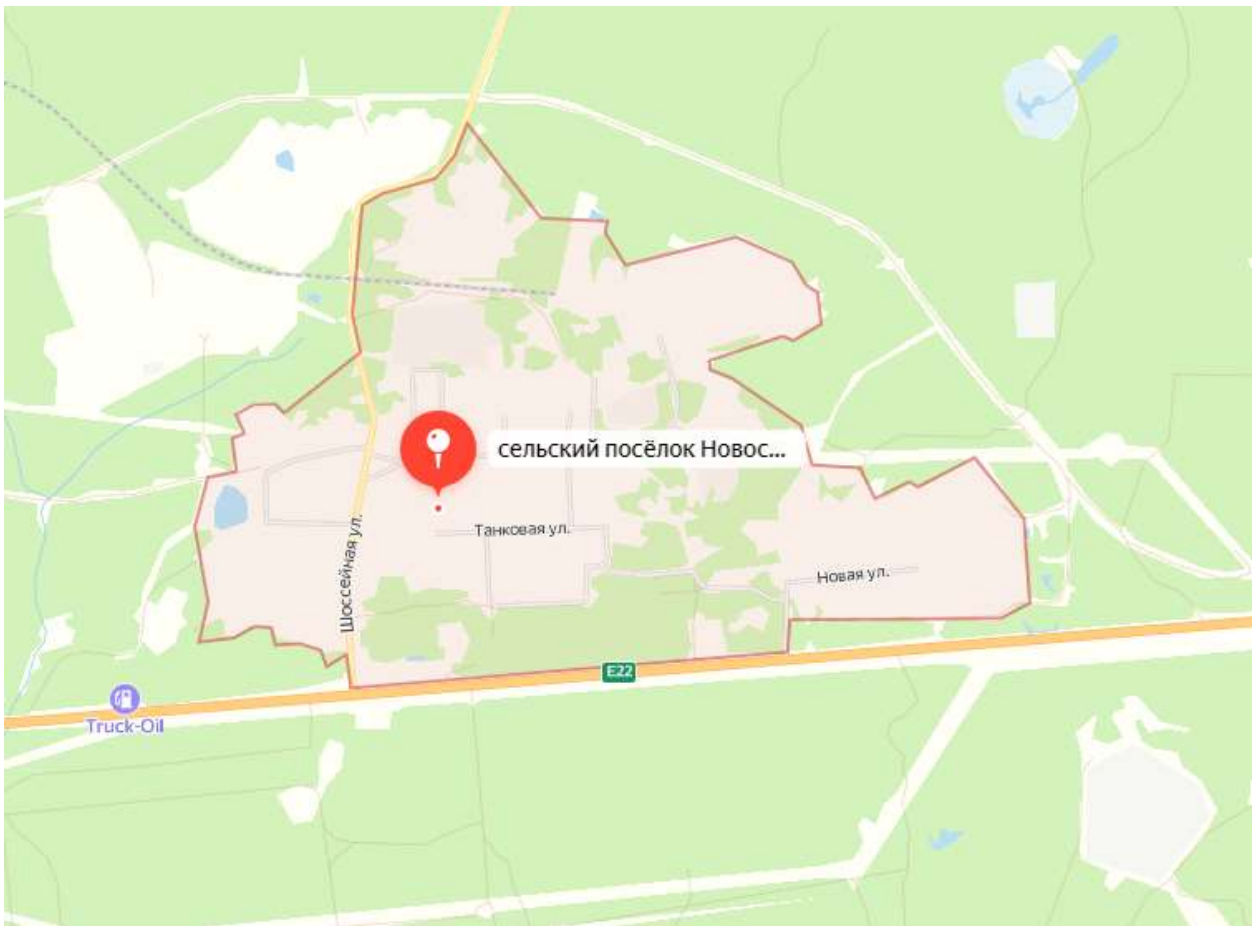 сельский посёлок Новос...
Танковая ул.
Шоссейная ул.
Новая ул.
E22
Truck-Oil